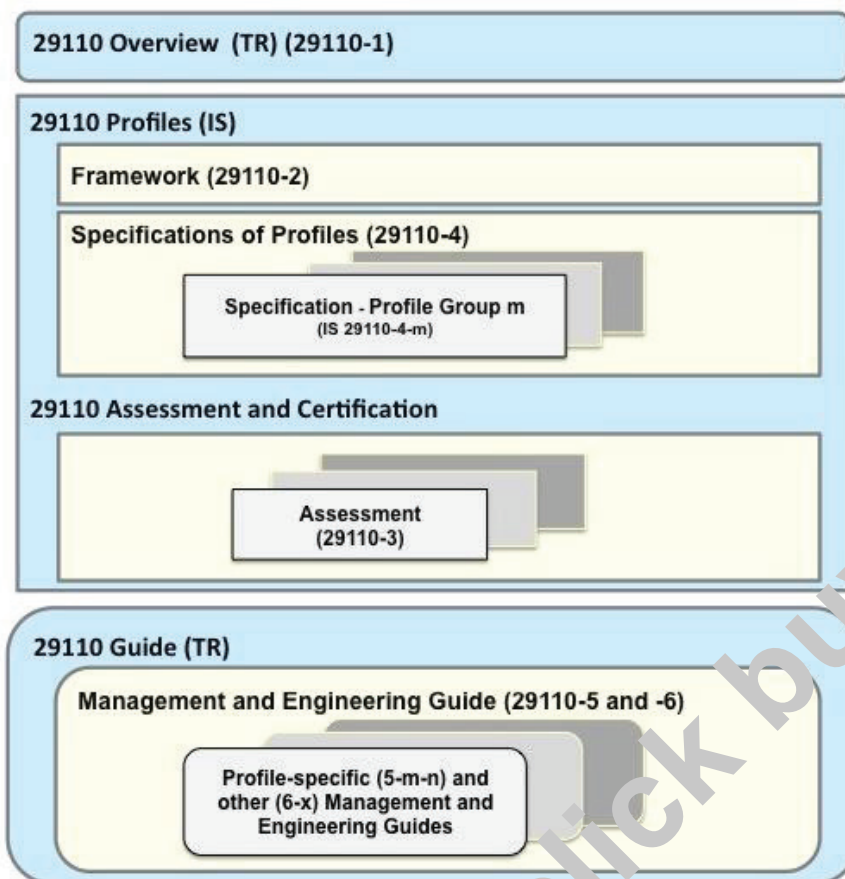 29110 Overview (TR) (29110-1)
29110 Profiles (IS)
Framework (29110-2)
Specifications of Profiles (29110-4)
Specification - Profile Group m
(IS 29110-4-m)
29110 Assessment and Certification
Assessment
(29110-3)
29110 Guide (TR)
Management and Engineering Guide (29110-5 and -6)
Profile-specific (5-m-n) and
other (6-x) Management and
Engineering Guides